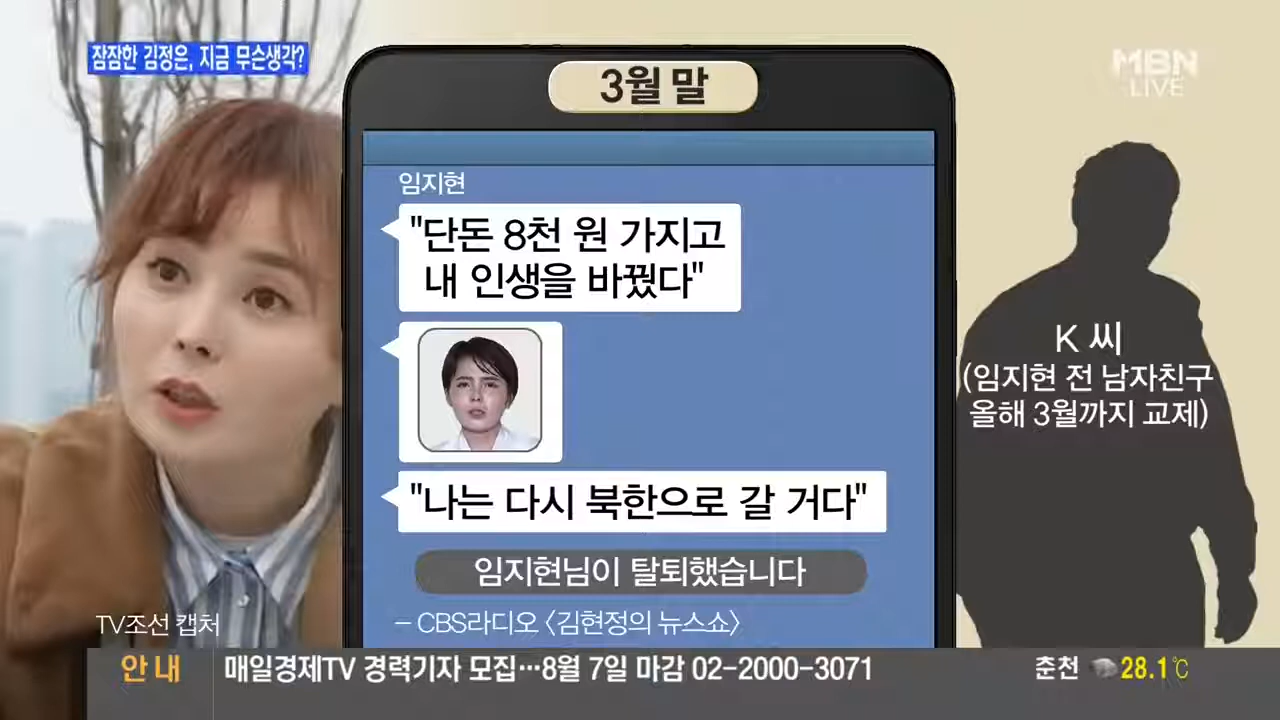 잠잠한 김정은, 지금 무슨생각?
MBN
LIVE
3월 말
임지현
"단돈 8천 원 가지고
내 인생을 바꿨다"
"나는 다시 북한으로 갈 거다"
임지현님이 탈퇴했습니다
– CBS라디오 〈김현정의 뉴스쇼〉
K 씨
(임지현 전 남자친구
올해 3월까지 교제)
TV조선 캡처
안 내 매일경제TV 경력기자 모집…8월 7일 마감 02-2000-3071 춘천 28.1℃